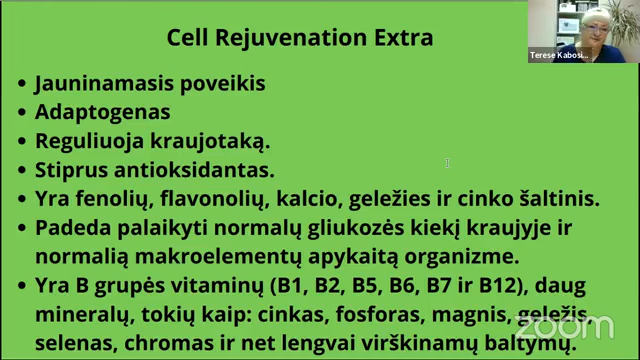 Cell Rejuvenation Extra
Terese Kabosi...
• Jauninamasis poveikis
• Adaptogenas
• Reguliuoja kraujotaką.
• Stiprus antioksidantas.
• Yra fenolių, flavonolių, kalcio, geležies ir cinko šaltinis.
• Padeda palaikyti normalų gliukozės kiekį kraujyje ir
normalią makroelementų apykaitą organizme.
• Yra B grupės vitaminų (B1, B2, B5, B6, B7 ir B12), daug
mineralų, tokių kaip: cinkas, fosforas, magnis, geležis,
selenas, chromas ir net lengvai virškinamų baltymų.
zoom